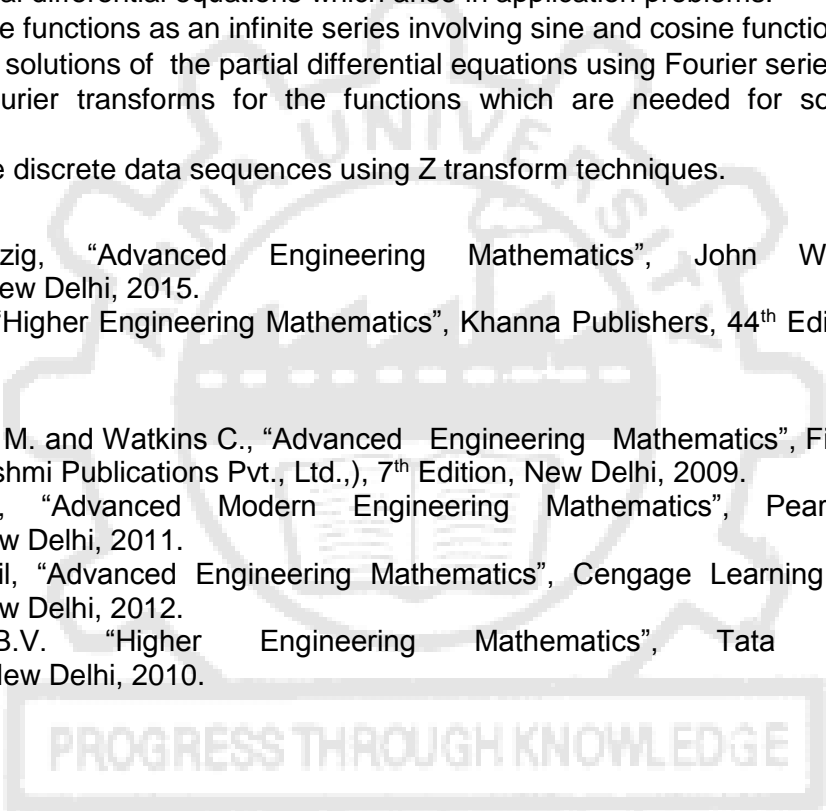 al differential equations which arise in application problems.
e functions as an infinite series involving sine and cosine functio
solutions of the partial differential equations using Fourier serie
urier transforms for the functions which are needed for so
e discrete data sequences using Z transform techniques.
zig, “Advanced Engineering Mathematics”, John W
ew Delhi, 2015.
“Higher Engineering Mathematics”, Khanna Publishers, 44th Edi
M. and Watkins C., “Advanced Engineering Mathematics”, Fi
shmi Publications Pvt., Ltd.,), 7th Edition, New Delhi, 2009.
, “Advanced Modern Engineering Mathematics”, Pear
w Delhi, 2011.
il, “Advanced Engineering Mathematics”, Cengage Learning
w Delhi, 2012.
B.V. “Higher Engineering Mathematics”, Tata
New Delhi, 2010.
ANNA UNIVERSITY
PROGRESS THROUGH KNOWLEDGE